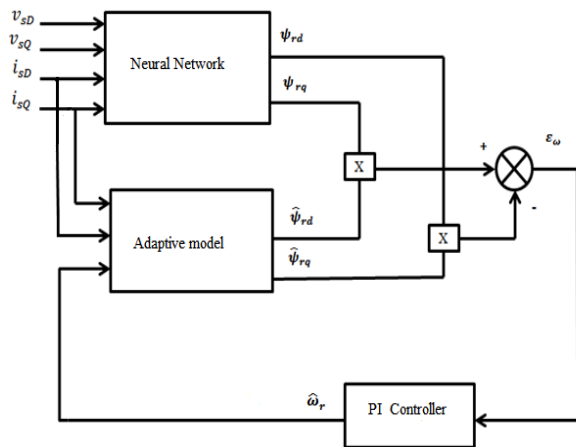 v_sD
v_sQ
i_sD
i_sQ
Neural Network
ψ_rd
ψ_rq
X
+
ε_ω
-
X
Adaptive model
ψ̂_rd
ψ̂_rq
ω̂_r
PI Controller